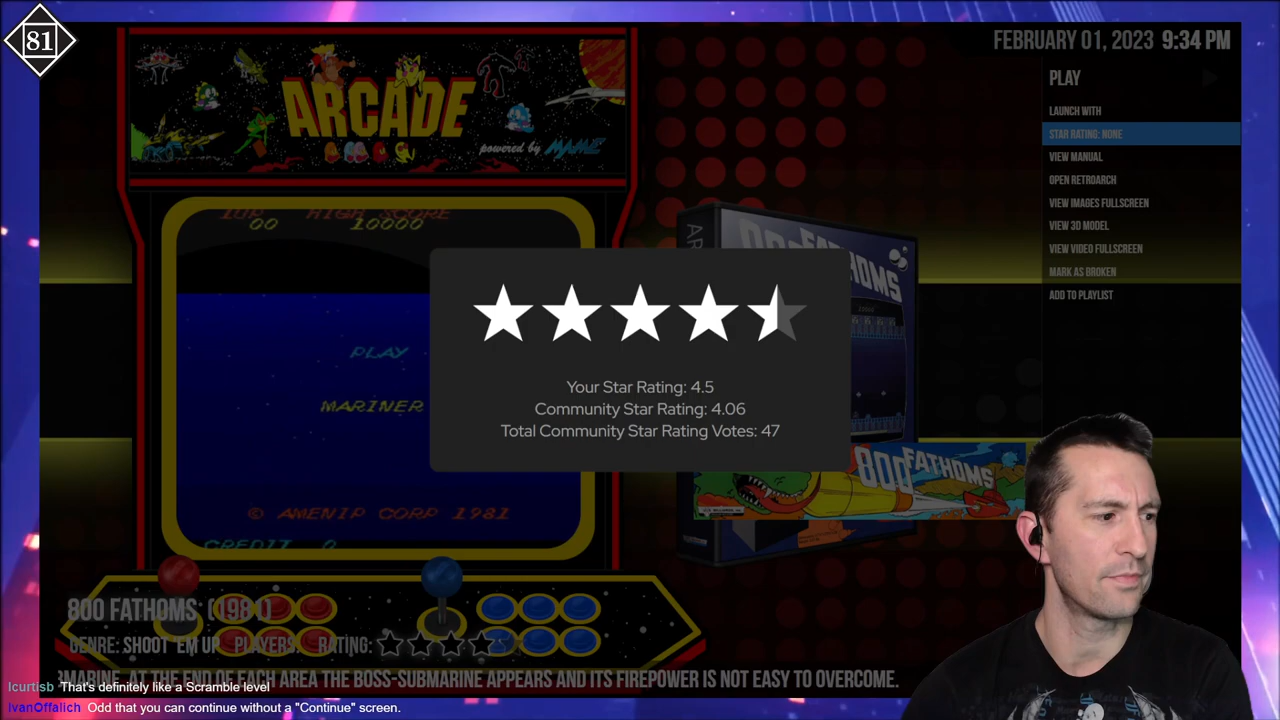 81
FEBRUARY 01, 2023 9:34 PM
ARCADE
powered by MAME
PLAY
LAUNCH WITH
STAR RATING: NONE
VIEW MANUAL
OPEN RETROARCH
VIEW IMAGES FULLSCREEN
VIEW 3D MODEL
VIEW VIDEO FULLSCREEN
MARK AS BROKEN
ADD TO PLAYLIST
1UP HIGH SCORE
00 10000
PLAY
MARINER
© AMENIP CORP 1981
CREDIT 0
Your Star Rating: 4.5
Community Star Rating: 4.06
Total Community Star Rating Votes: 47
800 FATHOMS
800 FATHOMS (1981)
GENRE: SHOOT 'EM UP PLAYERS: RATING:
MARINE. AT THE END OF EACH AREA THE BOSS-SUBMARINE APPEARS AND ITS FIREPOWER IS NOT EASY TO OVERCOME.
lcurtisb That's definitely like a Scramble level
IvanOffalich Odd that you can continue without a "Continue" screen.